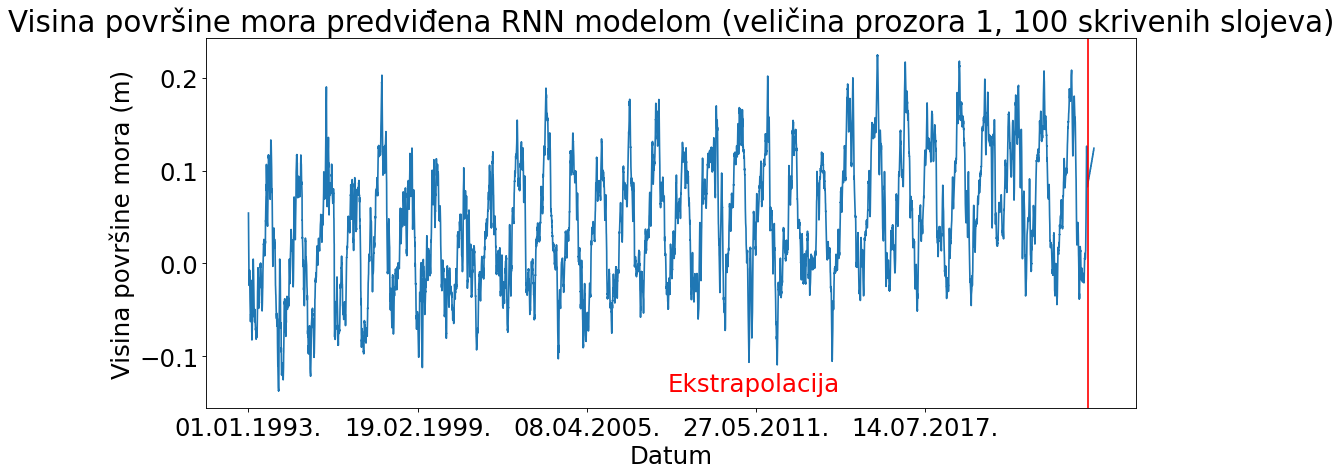 Visina površine mora predviđena RNN modelom (veličina prozora 1, 100 skrivenih slojeva)
Visina površine mora (m)
0.2
0.1
0.0
−0.1
Ekstrapolacija
01.01.1993. 19.02.1999. 08.04.2005. 27.05.2011. 14.07.2017.
Datum